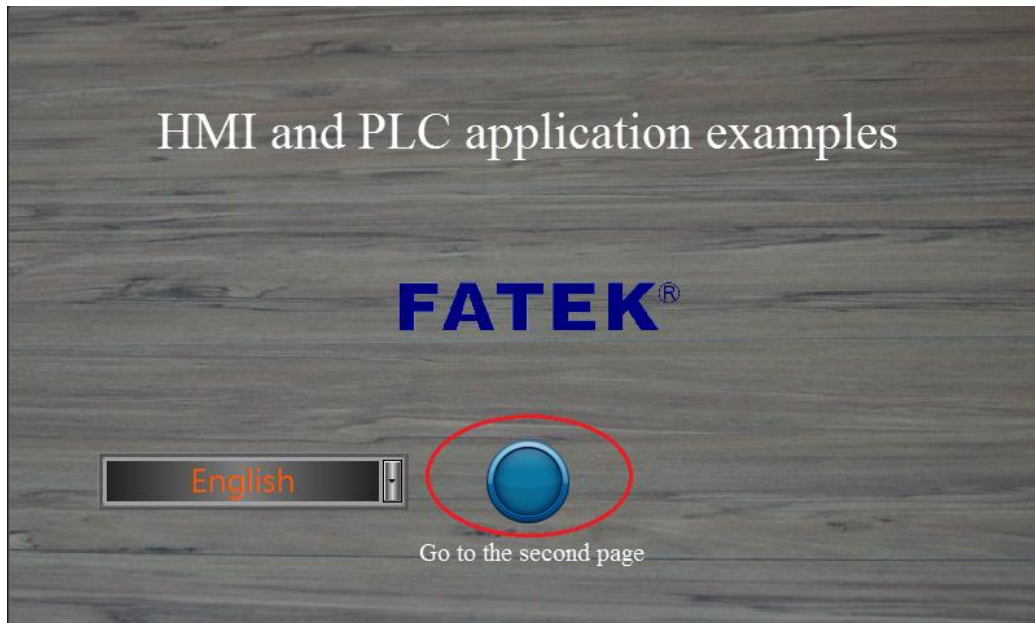 HMI and PLC application examples
FATEK®
English
Go to the second page